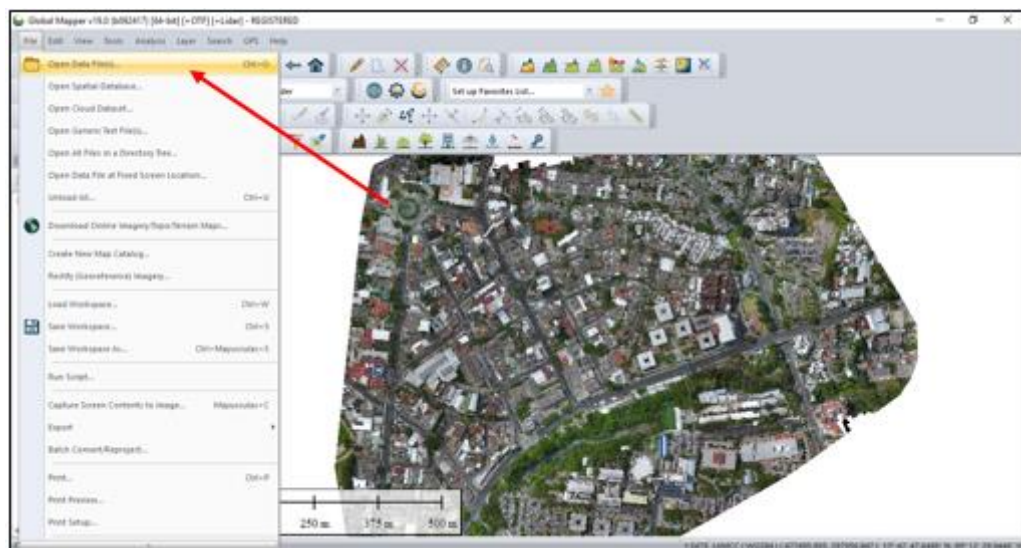 Global Mapper v19.0 (b092417) [64-bit] [+DTF] [+Lidar] - REGISTERED
File Edit View Tools Analysis Layer Search GPS Help
Open Data File(s)... Ctrl+O
Open Spatial Database...
Set up Favorites List...
Open Cloud Dataset...
Open Generic Text File(s)...
Open All Files in a Directory Tree...
Open Data File at Fixed Screen Location...
Unload All... Ctrl+U
Download Online Imagery/Topo/Terrain Maps...
Create New Map Catalog...
Rectify (Georeference) Imagery...
Load Workspace... Ctrl+W
Save Workspace... Ctrl+S
Save Workspace As... Ctrl+Mayusculas+S
Run Script...
Capture Screen Contents to Image... Mayusculas+C
Export
Batch Convert/Reproject...
Print... Ctrl+P
Print Preview...
Print Setup...
250 m 375 m 500 m